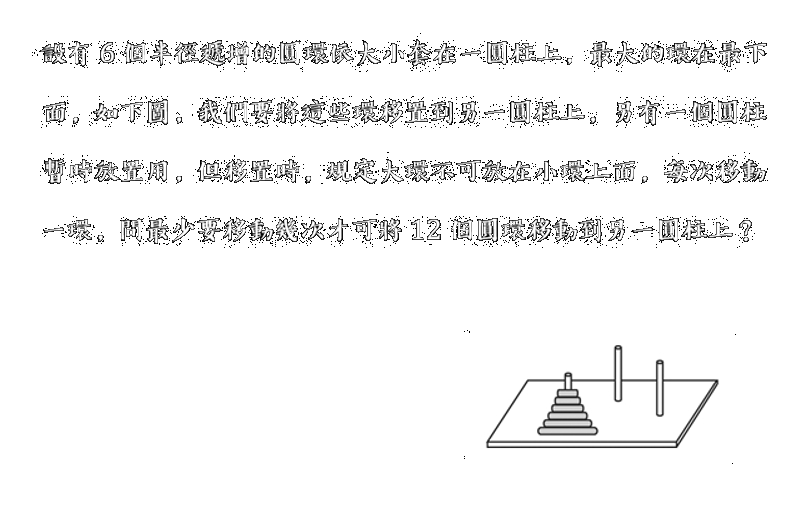 設有 6 個半徑遞增的圓環依大小套在一圓柱上，最大的環在最下
面，如下圖。我們要將這些環移置到另一圓柱上，另有一個圓柱
暫時放置用，但移置時，規定大環不可放在小環上面，每次移動
一環。問最少要移動幾次才可將 12 個圓環移動到另一圓柱上？